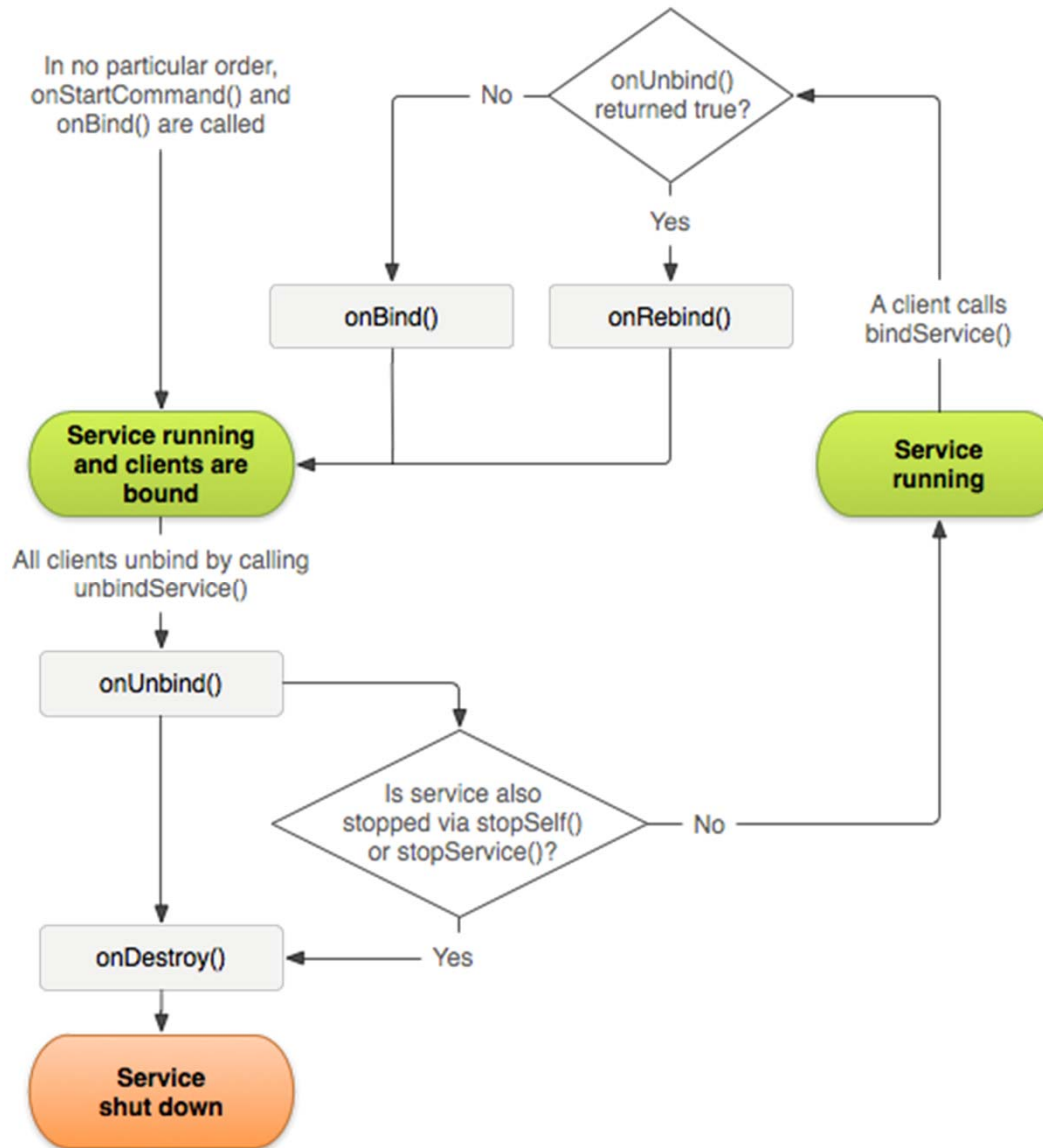 In no particular order,
onStartCommand() and
onBind() are called
onUnbind()
returned true?
No
Yes
onBind()
onRebind()
A client calls
bindService()
Service running
and clients are
bound
Service
running
All clients unbind by calling
unbindService()
onUnbind()
Is service also
stopped via stopSelf()
or stopService()?
No
Yes
onDestroy()
Service
shut down